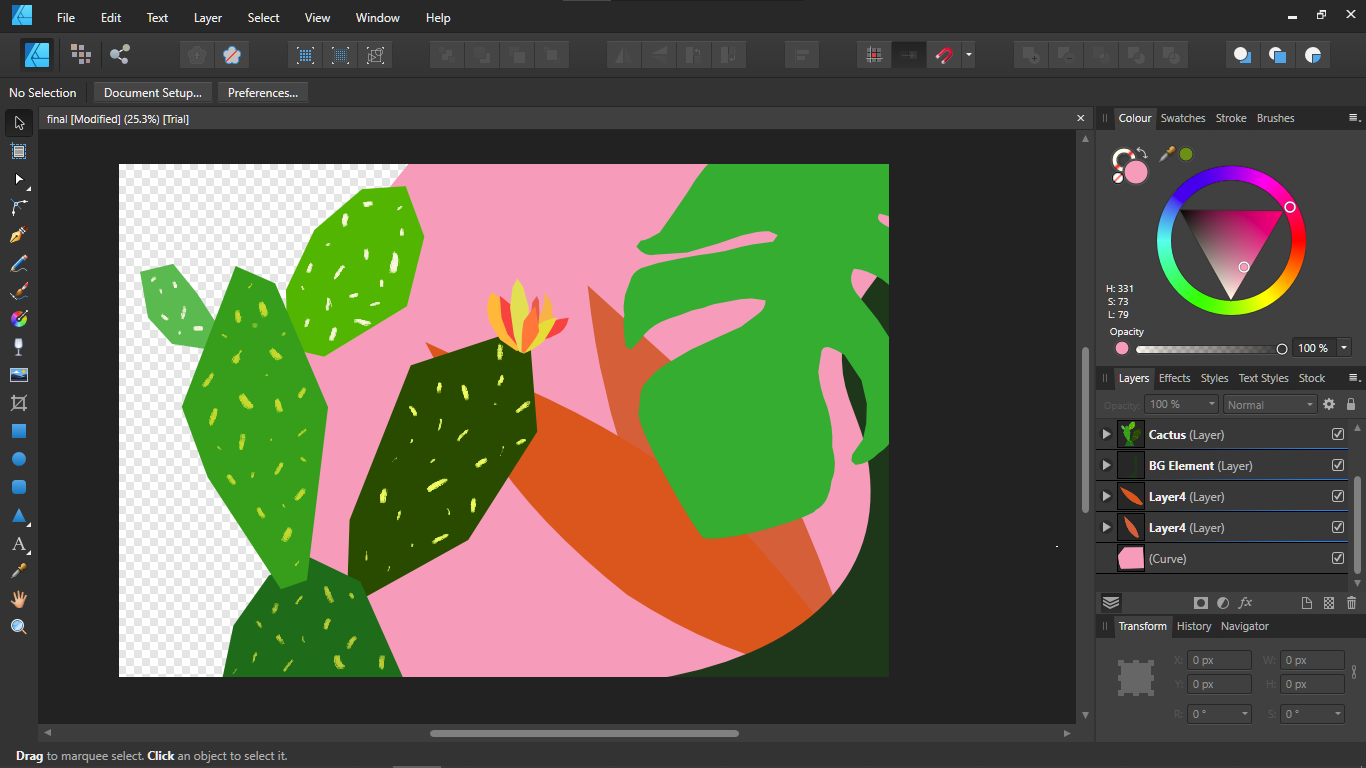 File Edit Text Layer Select View Window Help
No Selection Document Setup... Preferences...
final [Modified] (25.3%) [Trial]
Colour Swatches Stroke Brushes
H: 331
S: 73
L: 79
Opacity
100 %
Layers Effects Styles Text Styles Stock
Opacity: 100 % Normal
Cactus (Layer)
BG Element (Layer)
Layer4 (Layer)
Layer4 (Layer)
(Curve)
fx
Transform History Navigator
X: 0 px W: 0 px
Y: 0 px H: 0 px
R: 0 ° S: 0 °
Drag to marquee select. Click an object to select it.